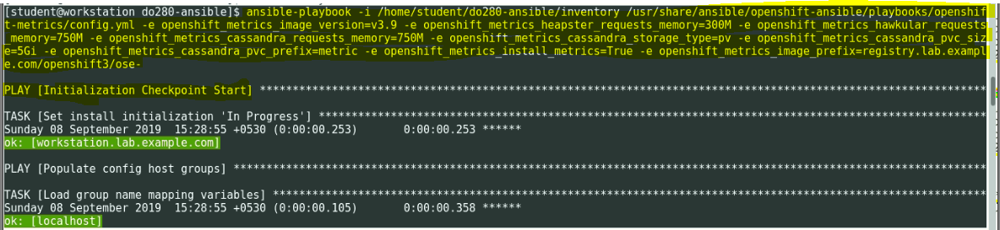 [student@workstation do280-ansible]$ ansible-playbook -i /home/student/do280-ansible/inventory /usr/share/ansible/openshift-ansible/playbooks/openshif
t-metrics/config.yml -e openshift_metrics_image_version=v3.9 -e openshift_metrics_heapster_requests_memory=300M -e openshift_metrics_hawkular_requests
_memory=750M -e openshift_metrics_cassandra_requests_memory=750M -e openshift_metrics_cassandra_storage_type=pv -e openshift_metrics_cassandra_pvc_siz
e=5Gi -e openshift_metrics_cassandra_pvc_prefix=metric -e openshift_metrics_install_metrics=True -e openshift_metrics_image_prefix=registry.lab.exampl
e.com/openshift3/ose-
PLAY [Initialization Checkpoint Start] **************************************************************************************************************
TASK [Set install initialization 'In Progress'] *****************************************************************************************************
Sunday 08 September 2019  15:28:55 +0530 (0:00:00.253)       0:00:00.253 ******
ok: [workstation.lab.example.com]
PLAY [Populate config host groups] ******************************************************************************************************************
TASK [Load group name mapping variables] ************************************************************************************************************
Sunday 08 September 2019  15:28:55 +0530 (0:00:00.105)       0:00:00.358 ******
ok: [localhost]